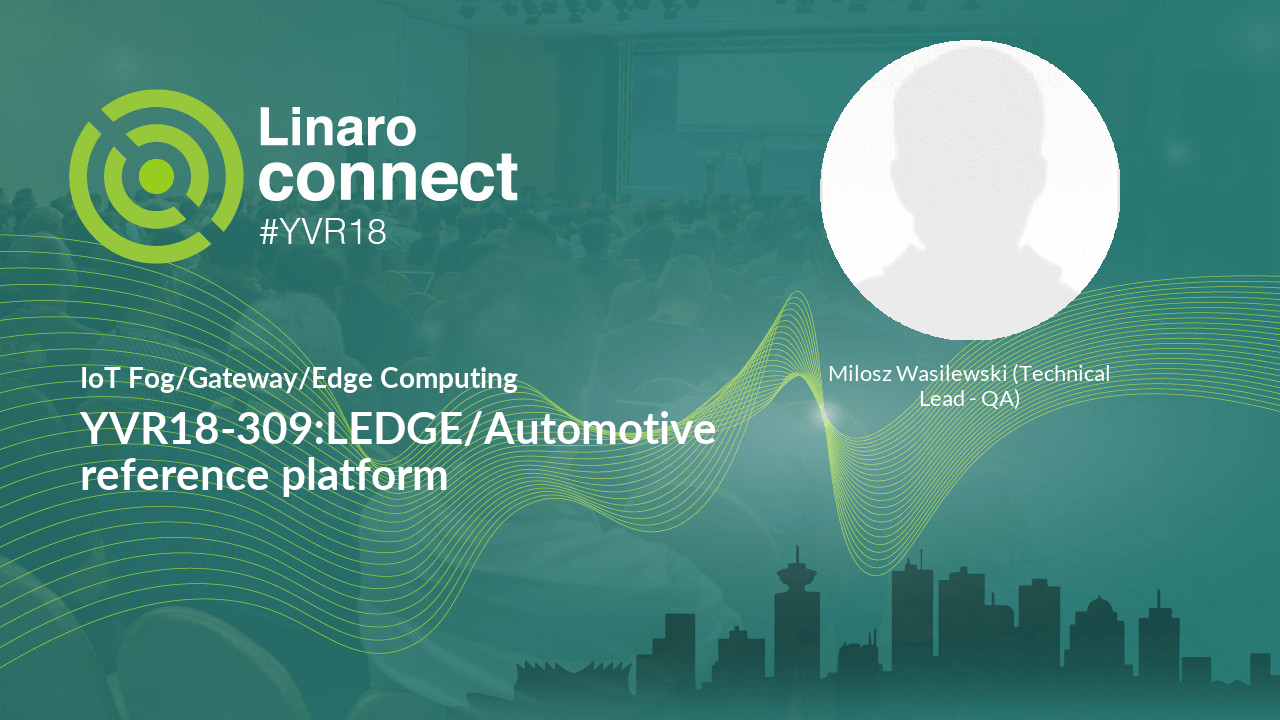 Linaro
connect
#YVR18
IoT Fog/Gateway/Edge Computing
YVR18-309:LEDGE/Automotive
reference platform
Milosz Wasilewski (Technical
Lead - QA)